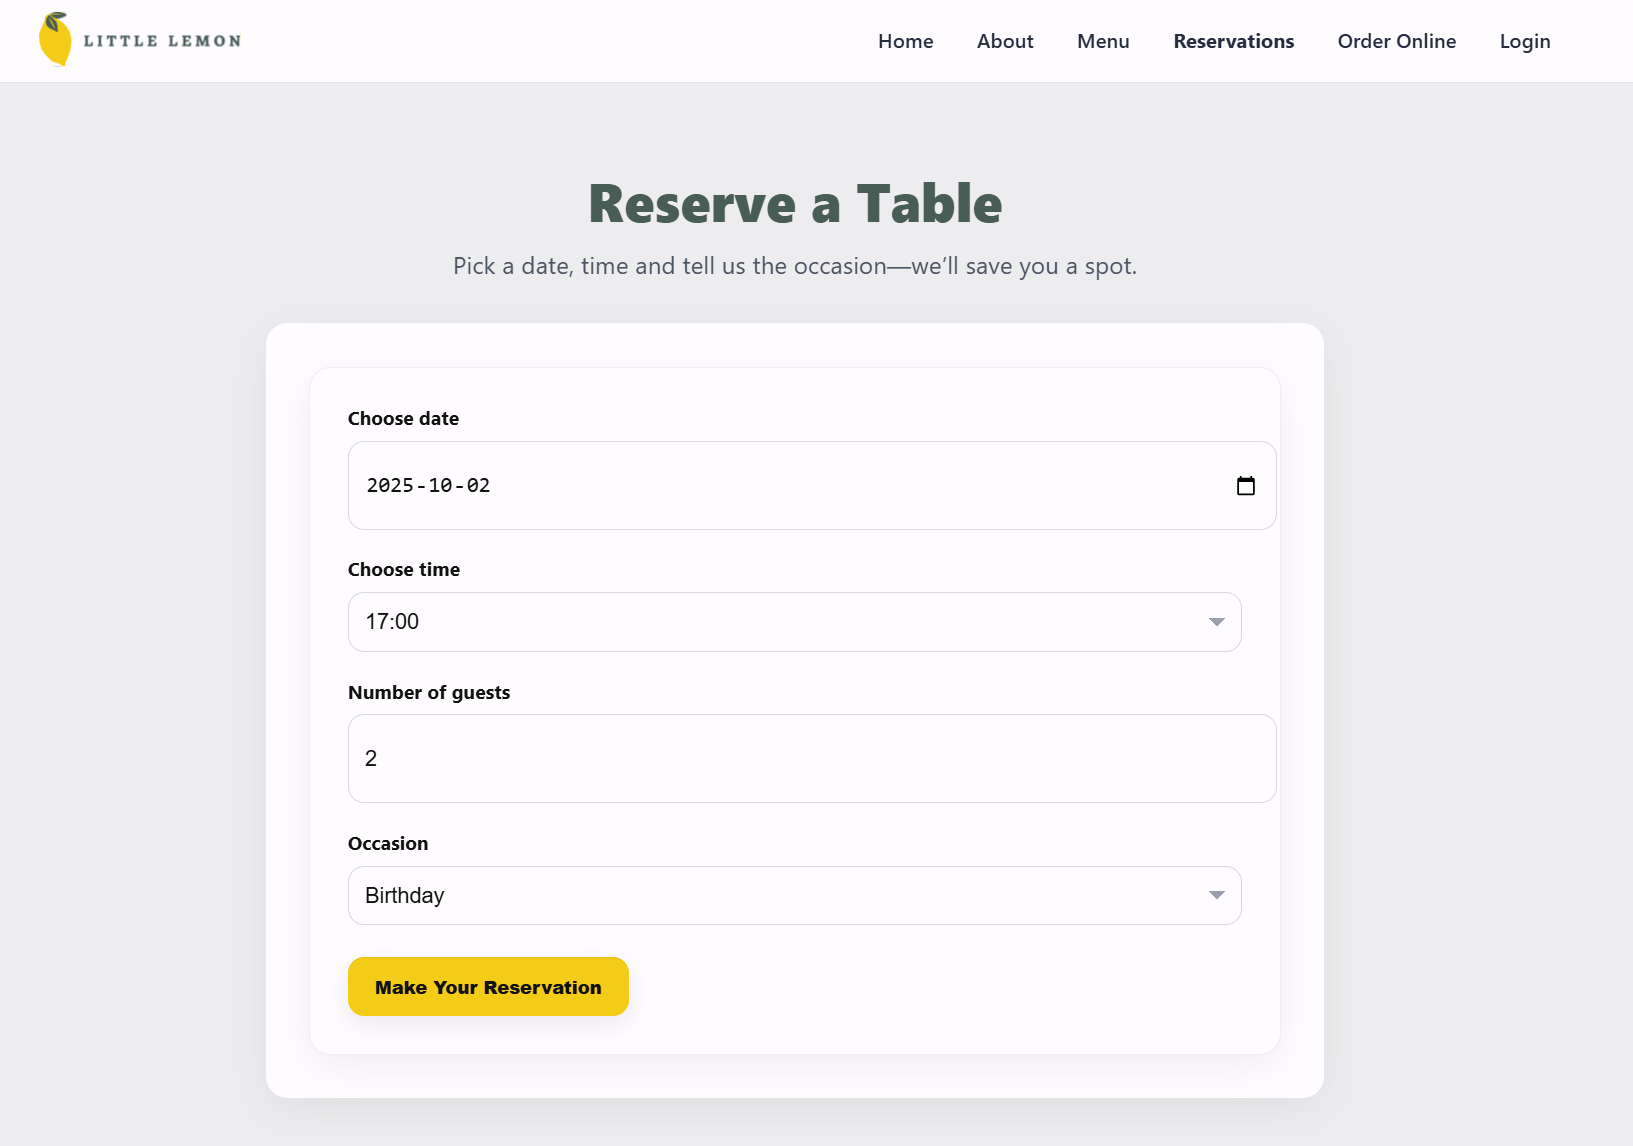 LITTLE LEMON
Home About Menu Reservations Order Online Login
Reserve a Table
Pick a date, time and tell us the occasion—we’ll save you a spot.
Choose date
2025-10-02
Choose time
17:00
Number of guests
2
Occasion
Birthday
Make Your Reservation